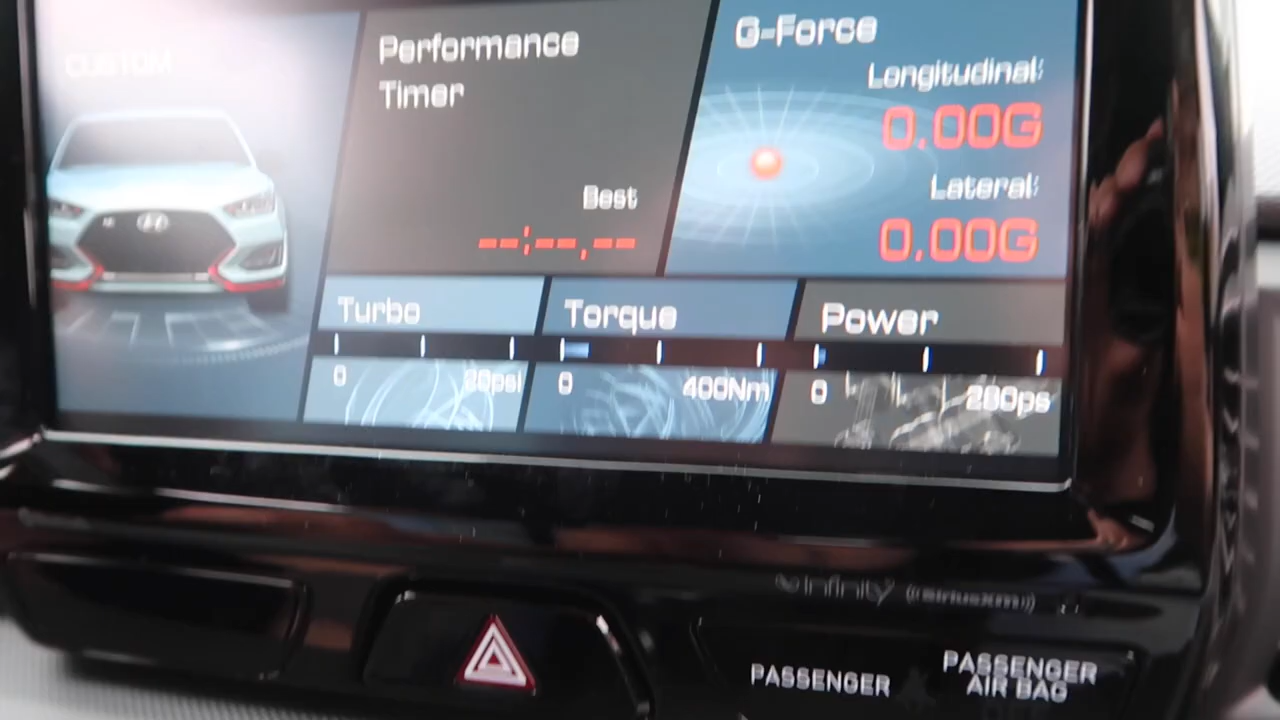 CUSTOM
Performance
Timer
Best
--:--,--
G-Force
Longitudinal:
0.00G
Lateral:
0.00G
Turbo
0 20psi
Torque
0 400Nm
Power
0 280ps
infinity ((siriusxm))
PASSENGER
PASSENGER
AIR BAG